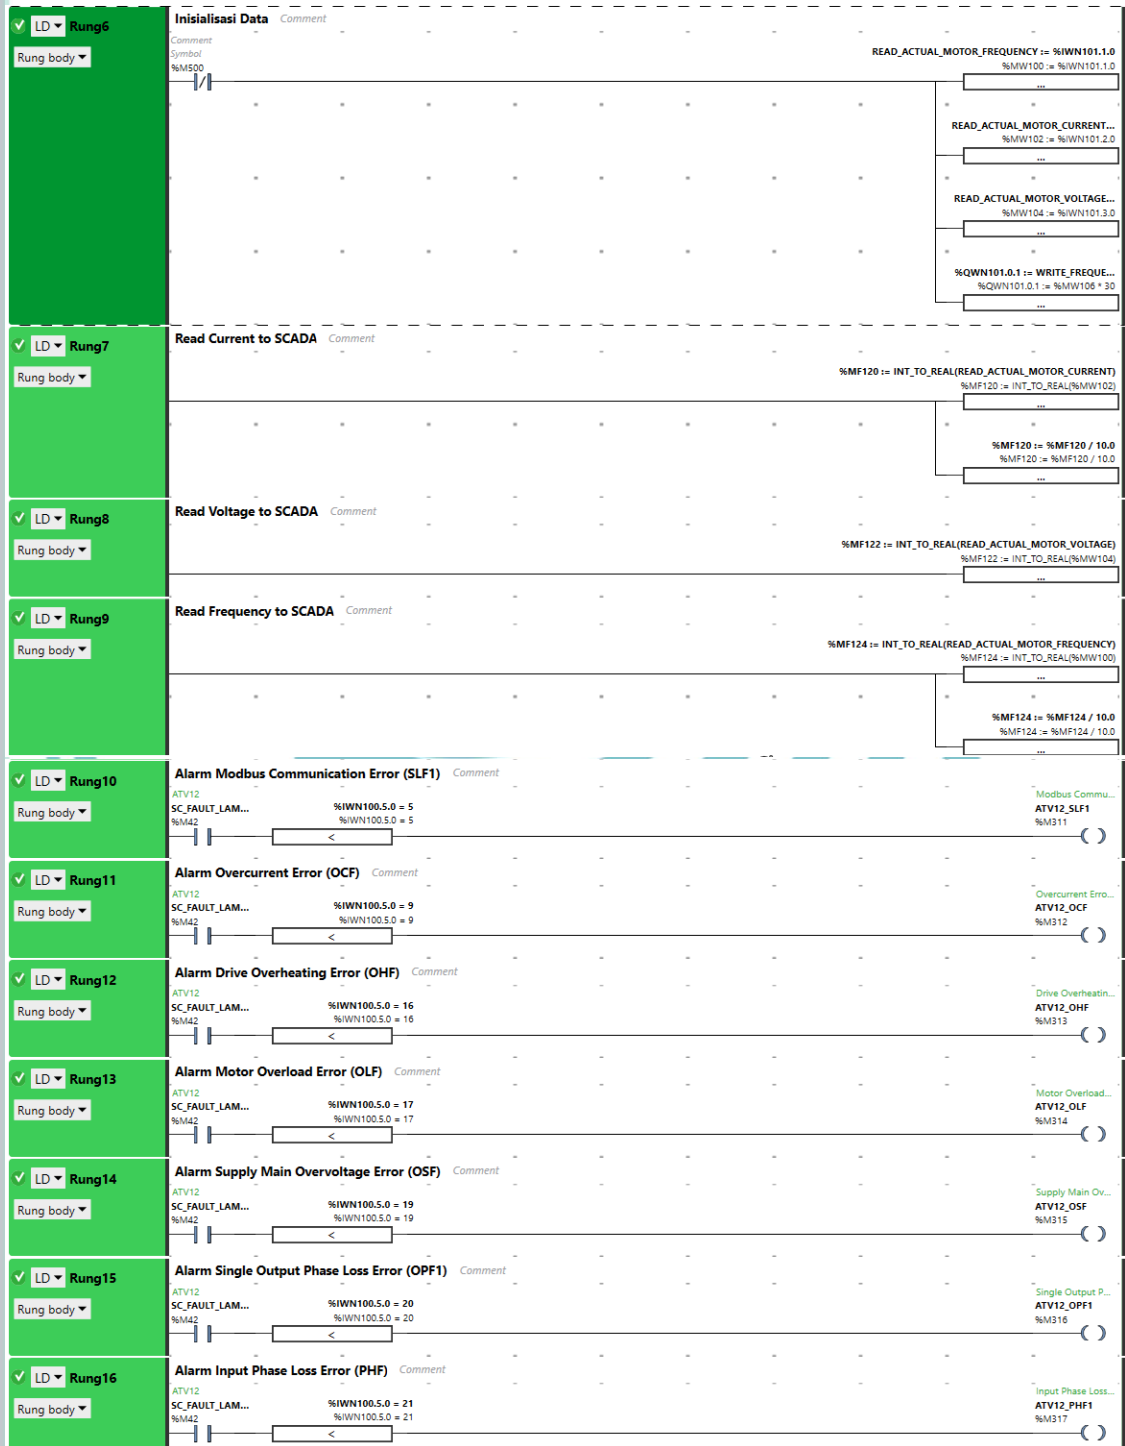 LD Rung6
Rung body
Inisialisasi Data Comment
Comment
Symbol
%M500
READ_ACTUAL_MOTOR_FREQUENCY := %IWN101.1.0
%MW100 := %IWN101.1.0
...
READ_ACTUAL_MOTOR_CURRENT...
%MW102 := %IWN101.2.0
...
READ_ACTUAL_MOTOR_VOLTAGE...
%MW104 := %IWN101.3.0
...
%QWN101.0.1 := WRITE_FREQUE...
%QWN101.0.1 := %MW106 * 30
...
LD Rung7
Rung body
Read Current to SCADA Comment
%MF120 := INT_TO_REAL(READ_ACTUAL_MOTOR_CURRENT)
%MF120 := INT_TO_REAL(%MW102)
...
%MF120 := %MF120 / 10.0
%MF120 := %MF120 / 10.0
...
LD Rung8
Rung body
Read Voltage to SCADA Comment
%MF122 := INT_TO_REAL(READ_ACTUAL_MOTOR_VOLTAGE)
%MF122 := INT_TO_REAL(%MW104)
...
LD Rung9
Rung body
Read Frequency to SCADA Comment
%MF124 := INT_TO_REAL(READ_ACTUAL_MOTOR_FREQUENCY)
%MF124 := INT_TO_REAL(%MW100)
...
%MF124 := %MF124 / 10.0
%MF124 := %MF124 / 10.0
...
LD Rung10
Rung body
Alarm Modbus Communication Error (SLF1) Comment
ATV12
SC_FAULT_LAM...
%M42
%IWN100.5.0 = 5
%IWN100.5.0 = 5
<
Modbus Commu...
ATV12_SLF1
%M311
LD Rung11
Rung body
Alarm Overcurrent Error (OCF) Comment
ATV12
SC_FAULT_LAM...
%M42
%IWN100.5.0 = 9
%IWN100.5.0 = 9
<
Overcurrent Erro...
ATV12_OCF
%M312
LD Rung12
Rung body
Alarm Drive Overheating Error (OHF) Comment
ATV12
SC_FAULT_LAM...
%M42
%IWN100.5.0 = 16
%IWN100.5.0 = 16
<
Drive Overheatin...
ATV12_OHF
%M313
LD Rung13
Rung body
Alarm Motor Overload Error (OLF) Comment
ATV12
SC_FAULT_LAM...
%M42
%IWN100.5.0 = 17
%IWN100.5.0 = 17
<
Motor Overload...
ATV12_OLF
%M314
LD Rung14
Rung body
Alarm Supply Main Overvoltage Error (OSF) Comment
ATV12
SC_FAULT_LAM...
%M42
%IWN100.5.0 = 19
%IWN100.5.0 = 19
<
Supply Main Ov...
ATV12_OSF
%M315
LD Rung15
Rung body
Alarm Single Output Phase Loss Error (OPF1) Comment
ATV12
SC_FAULT_LAM...
%M42
%IWN100.5.0 = 20
%IWN100.5.0 = 20
<
Single Output P...
ATV12_OPF1
%M316
LD Rung16
Rung body
Alarm Input Phase Loss Error (PHF) Comment
ATV12
SC_FAULT_LAM...
%M42
%IWN100.5.0 = 21
%IWN100.5.0 = 21
<
Input Phase Loss...
ATV12_PHF1
%M317